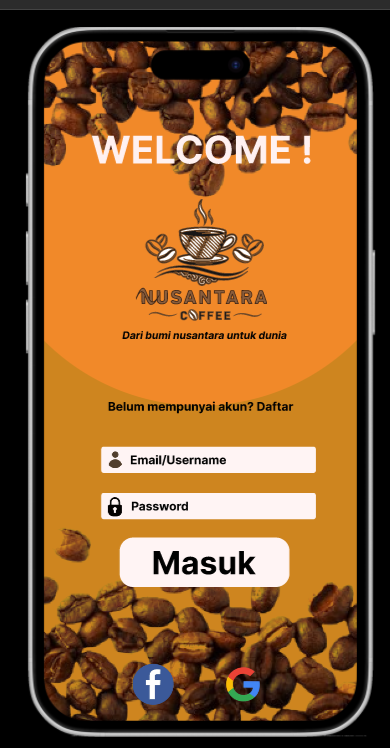 WELCOME !
NUSANTARA
COFFEE
Dari bumi nusantara untuk dunia
Belum mempunyai akun? Daftar
Email/Username
Password
Masuk